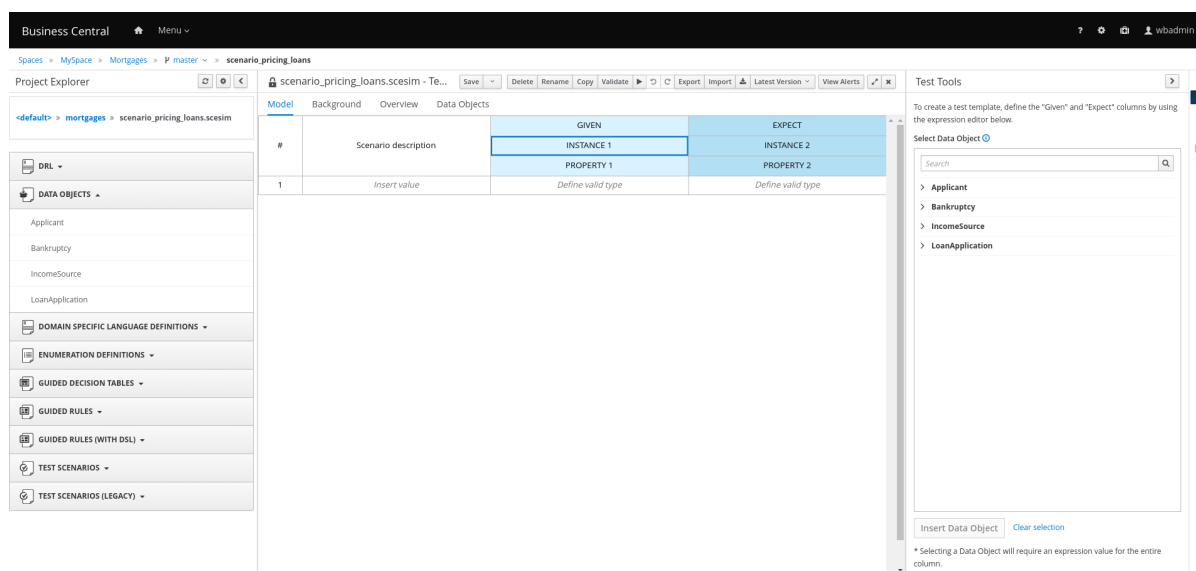 Business Central Menu ? wbadmin
Spaces » MySpace » Mortgages » master » scenario_pricing_loans
Project Explorer
<default> » mortgages » scenario_pricing_loans.scesim
DRL
DATA OBJECTS
Applicant
Bankruptcy
IncomeSource
LoanApplication
DOMAIN SPECIFIC LANGUAGE DEFINITIONS
ENUMERATION DEFINITIONS
GUIDED DECISION TABLES
GUIDED RULES
GUIDED RULES (WITH DSL)
TEST SCENARIOS
TEST SCENARIOS (LEGACY)
scenario_pricing_loans.scesim - Te... Save Delete Rename Copy Validate Export Import Latest Version View Alerts
Model Background Overview Data Objects
# Scenario description GIVEN EXPECT
INSTANCE 1 INSTANCE 2
PROPERTY 1 PROPERTY 2
1 Insert value Define valid type Define valid type
Test Tools
To create a test template, define the "Given" and "Expect" columns by using
the expression editor below.
Select Data Object
Search
Applicant
Bankruptcy
IncomeSource
LoanApplication
Insert Data Object Clear selection
* Selecting a Data Object will require an expression value for the entire
column.